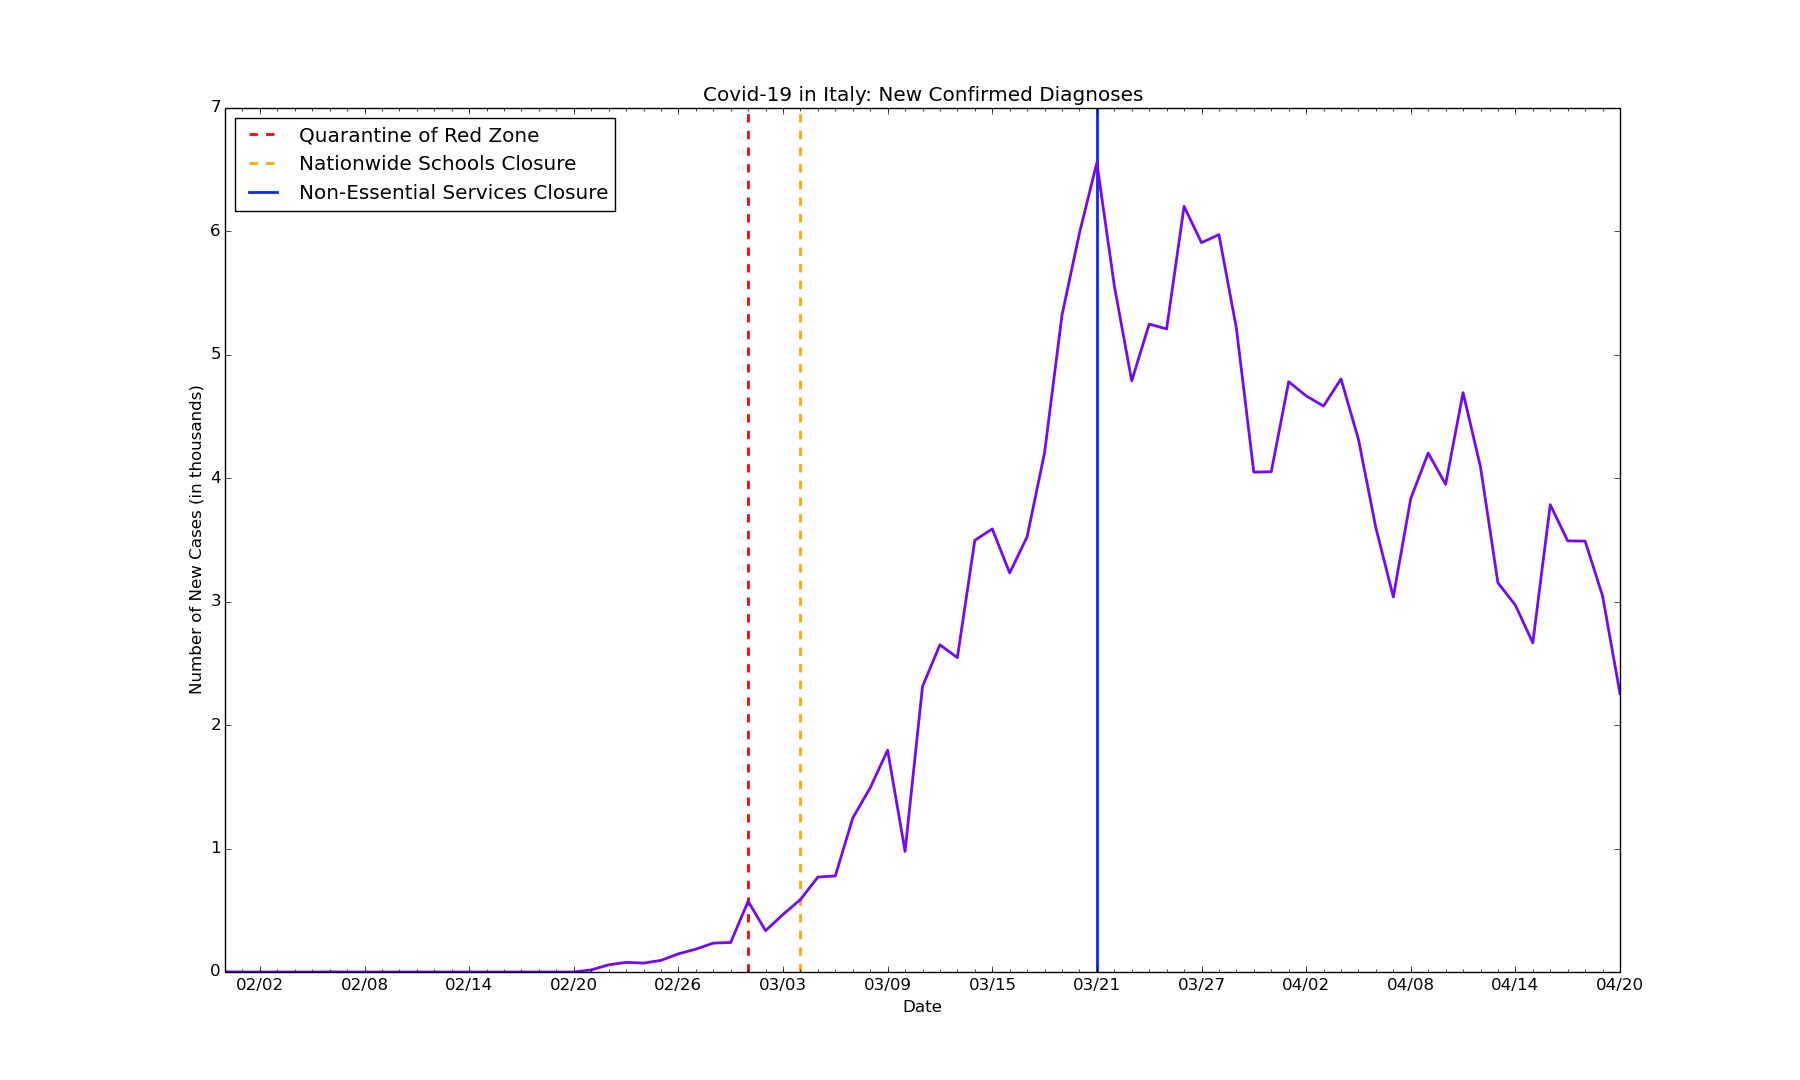 Covid-19 in Italy: New Confirmed Diagnoses
7
Quarantine of Red Zone
Nationwide Schools Closure
Non-Essential Services Closure
6
5
4
3
2
1
0
Number of New Cases (in thousands)
02/02 02/08 02/14 02/20 02/26 03/03 03/09 03/15 03/21 03/27 04/02 04/08 04/14 04/20
Date